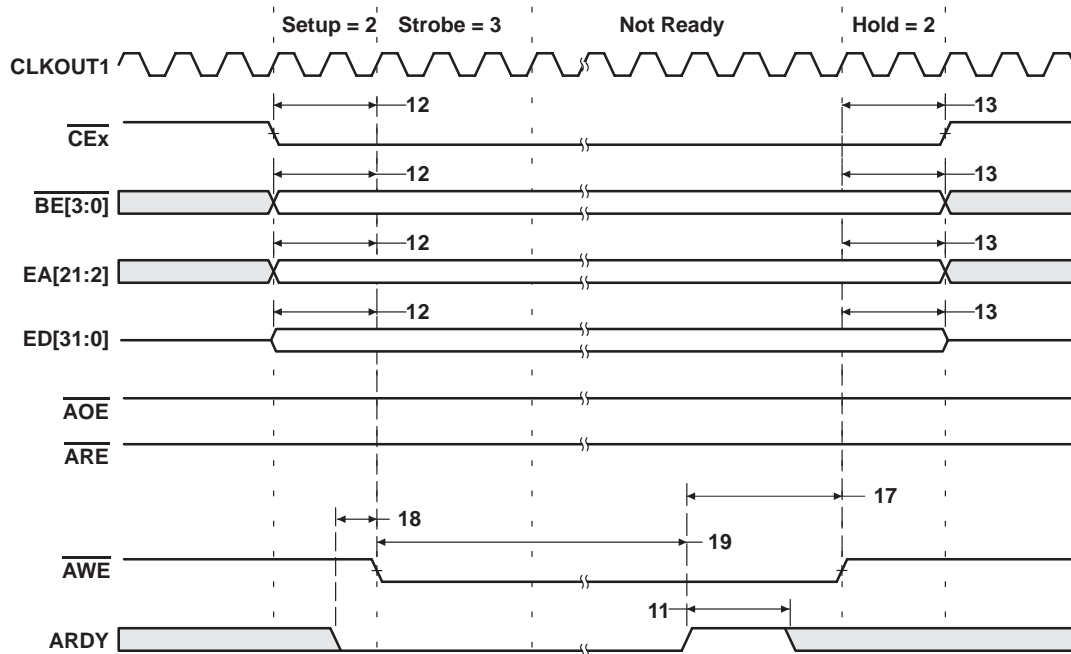 Setup = 2 Strobe = 3 Not Ready Hold = 2
CLKOUT1
12 13
CEx
12 13
BE[3:0]
12 13
EA[21:2]
12 13
ED[31:0]
AOE
ARE
17
18
19
AWE
11
ARDY